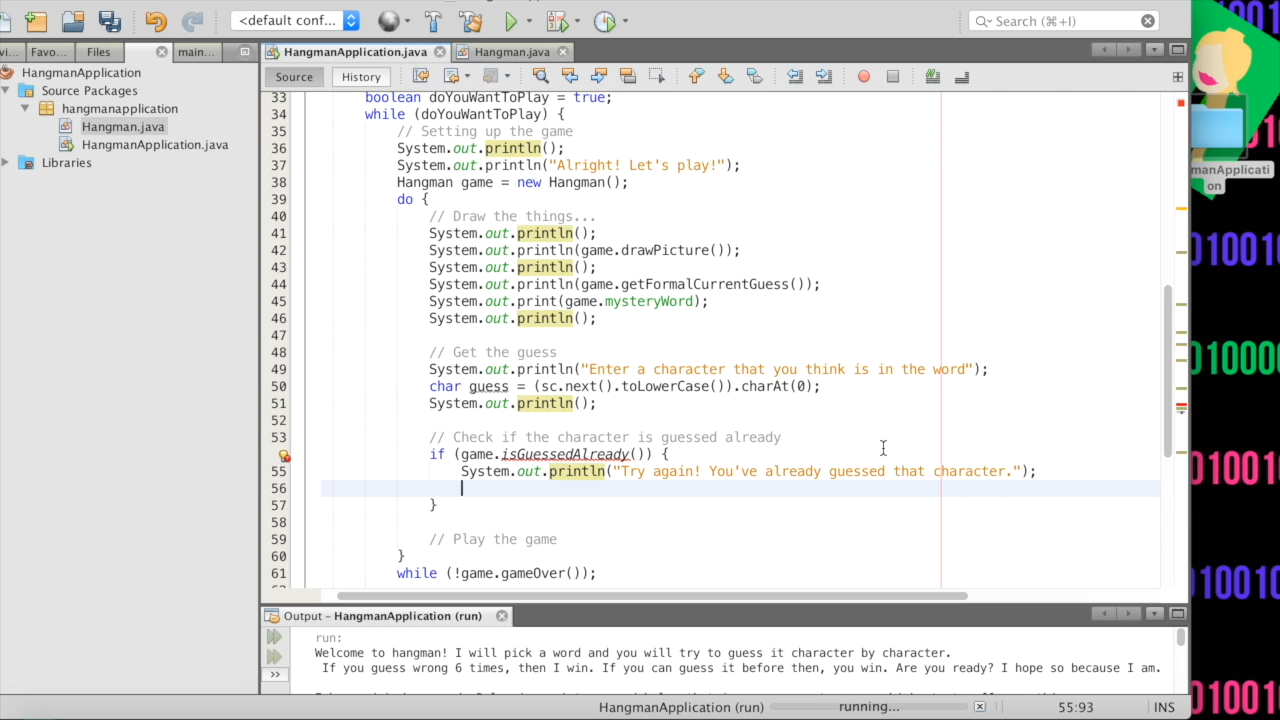 <default conf...
Search (⌘+I)
Favo...
Files
main...
HangmanApplication.java
Hangman.java
HangmanApplication
Source Packages
hangmanapplication
Hangman.java
HangmanApplication.java
Libraries
Source
History
33 boolean doYouWantToPlay = true;
34 while (doYouWantToPlay) {
35 // Setting up the game
36 System.out.println();
37 System.out.println("Alright! Let's play!");
38 Hangman game = new Hangman();
39 do {
40 // Draw the things...
41 System.out.println();
42 System.out.println(game.drawPicture());
43 System.out.println();
44 System.out.println(game.getFormalCurrentGuess());
45 System.out.print(game.mysteryWord);
46 System.out.println();
47
48 // Get the guess
49 System.out.println("Enter a character that you think is in the word");
50 char guess = (sc.next().toLowerCase()).charAt(0);
51 System.out.println();
52
53 // Check if the character is guessed already
if (game.isGuessedAlready()) {
55 System.out.println("Try again! You've already guessed that character.");
56
57 }
58
59 // Play the game
60 }
61 while (!game.gameOver());
Output – HangmanApplication (run)
run:
Welcome to hangman! I will pick a word and you will try to guess it character by character.
If you guess wrong 6 times, then I win. If you can guess it before then, you win. Are you ready? I hope so because I am.
HangmanApplication (run)
running...
55:93
INS
manApplicati
on
01001
10100
01001
10100
01001
10100
01001